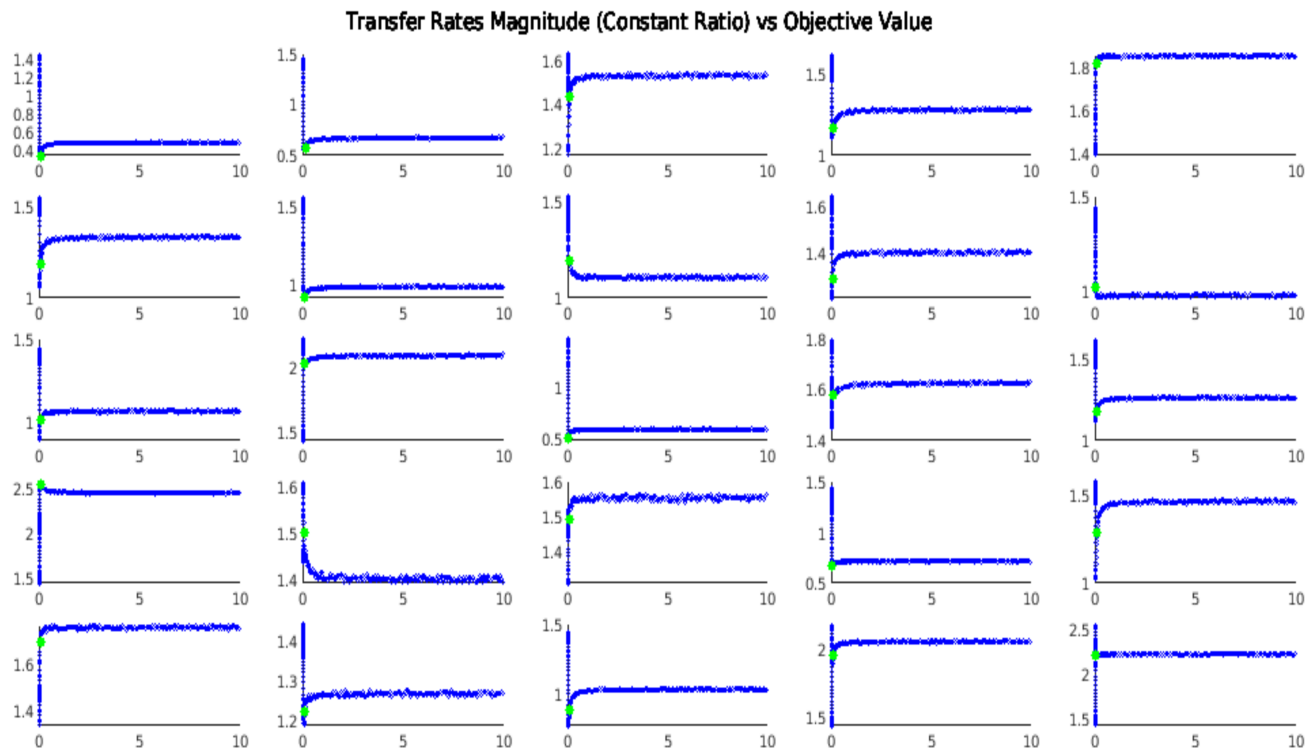 Transfer Rates Magnitude (Constant Ratio) vs Objective Value
1.4 1.5 1.6 1.5 1.8
1.2 1 1.4 1 1.6
1 0.5 1.2 1.4
0.8
0.6
0.4
0 5 10 0 5 10 0 5 10 0 5 10 0 5 10
1.5 1.5 1.5 1.6 1.5
1 1 1 1.4 1
0 5 10 0 5 10 0 5 10 0 5 10 0 5 10
1.5 2 1 1.8 1.5
1 1.5 0.5 1.6 1
1.4
0 5 10 0 5 10 0 5 10 0 5 10 0 5 10
2.5 1.6 1.6 1.5 1.5
2 1.5 1.5 1 1
1.5 1.4 1.4 0.5
0 5 10 0 5 10 0 5 10 0 5 10 0 5 10
1.6 1.4 1.5 2 2.5
1.4 1.3 1 1.5 2
1.2 1.5
0 5 10 0 5 10 0 5 10 0 5 10 0 5 10